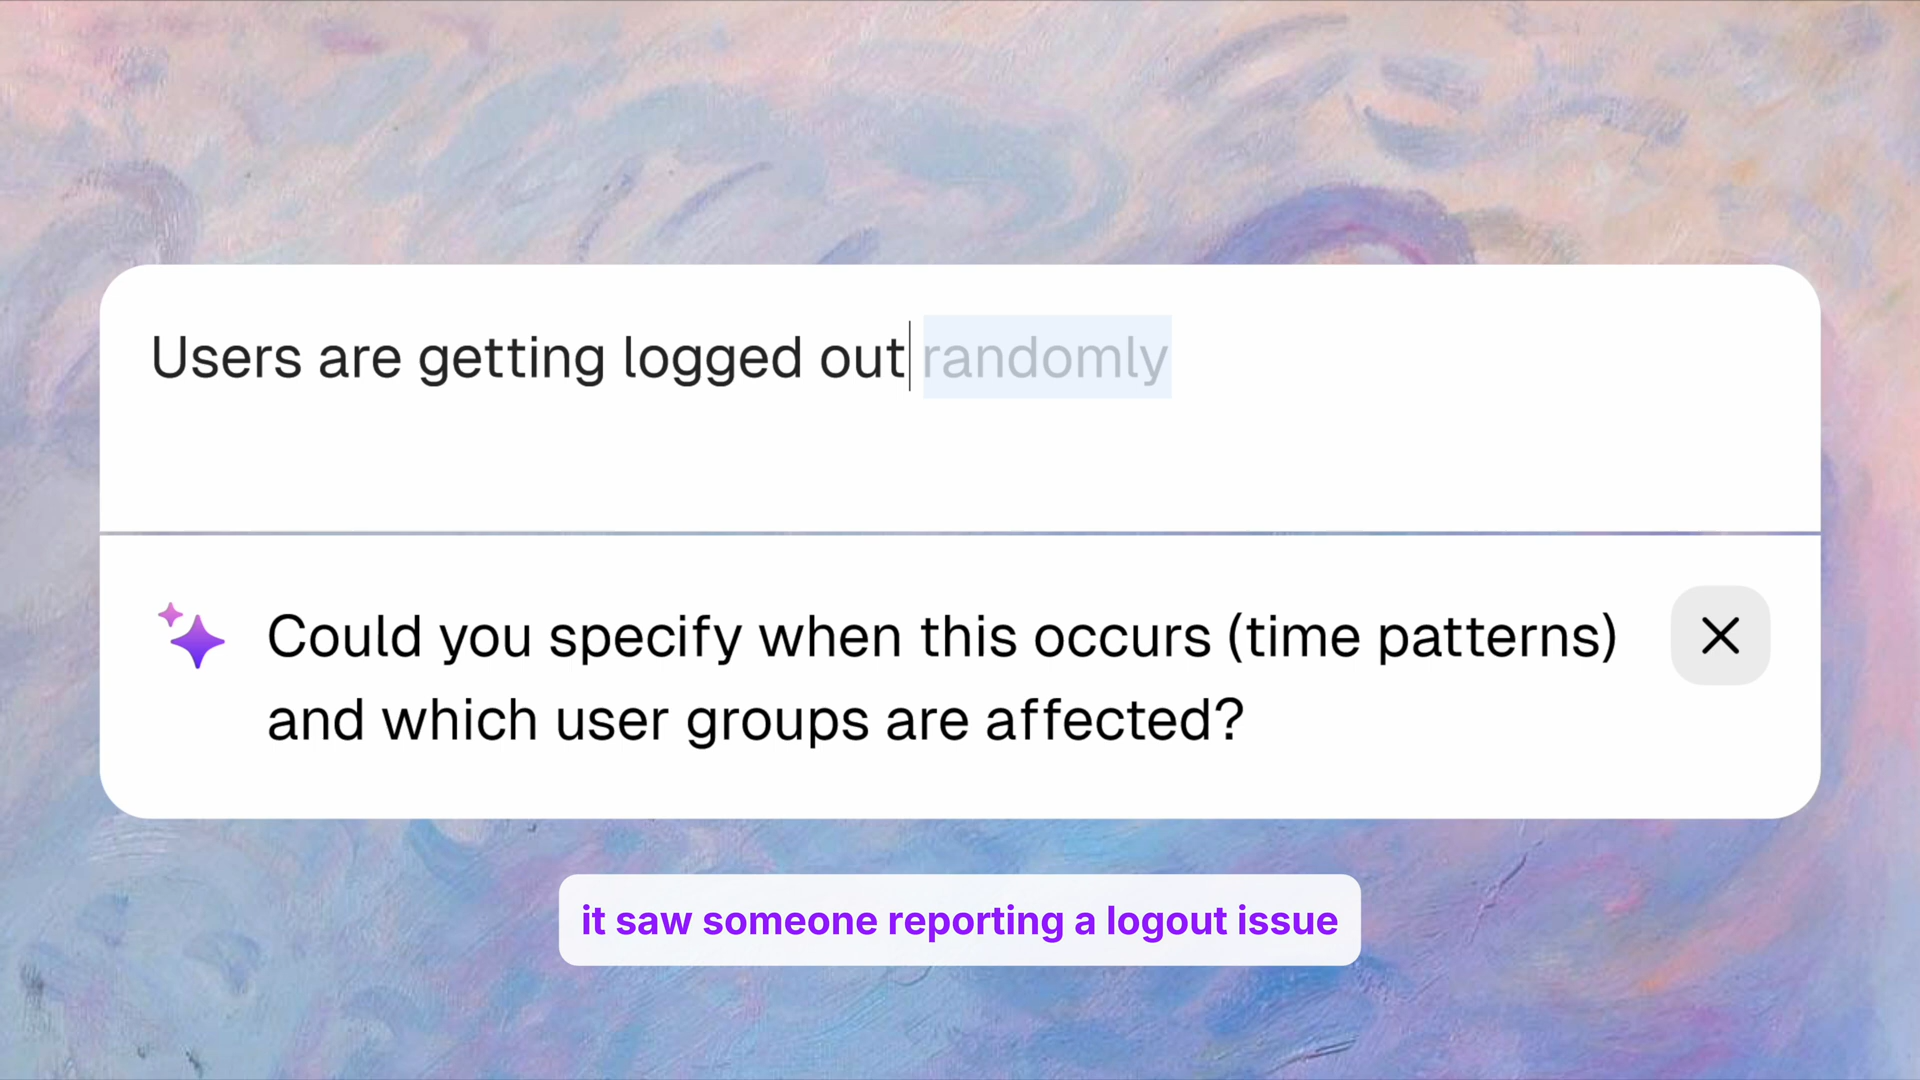 Users are getting logged out randomly
Could you specify when this occurs (time patterns)
and which user groups are affected?
it saw someone reporting a logout issue